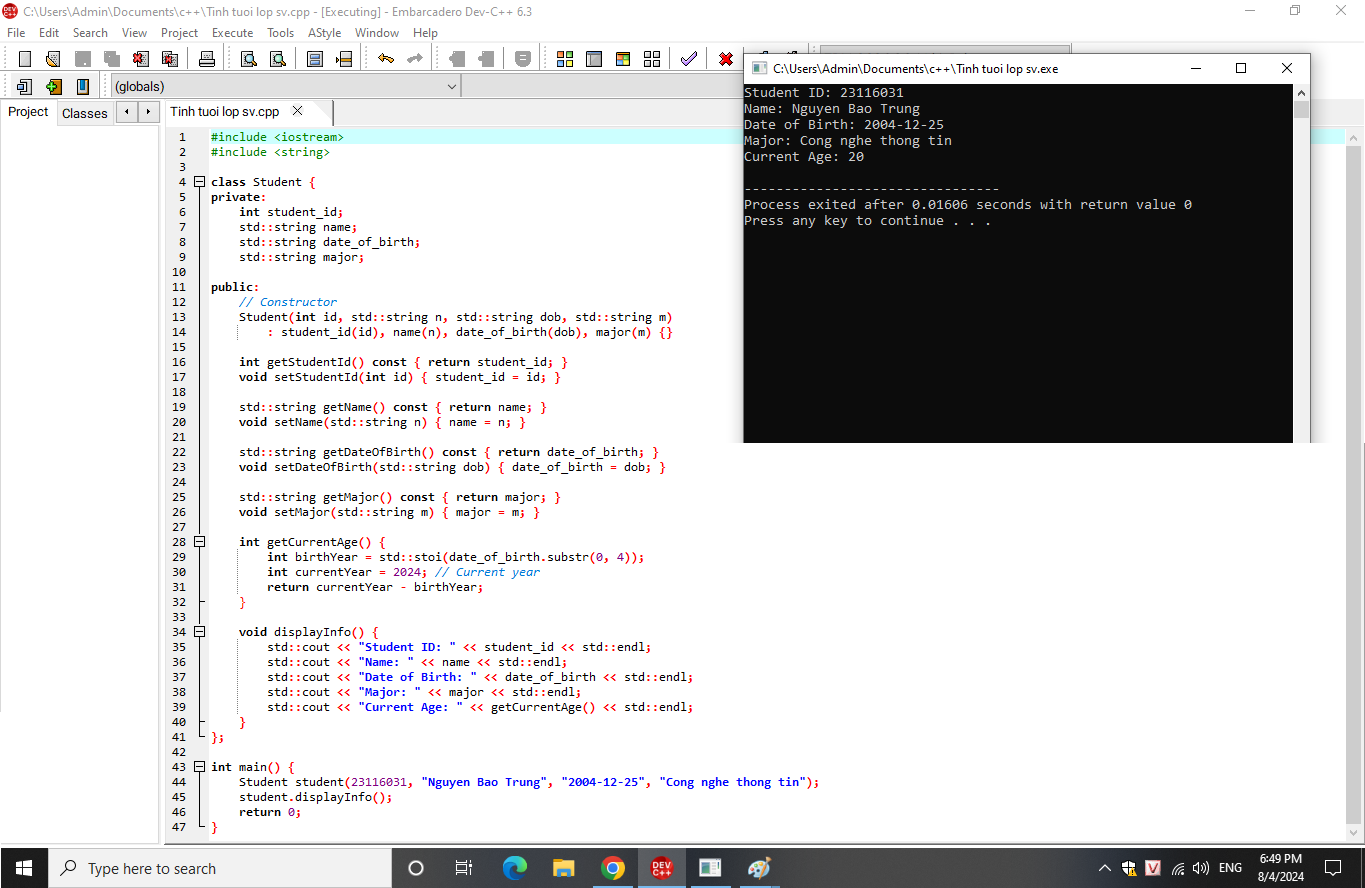 C:\Users\Admin\Documents\c++\Tinh tuoi lop sv.cpp - [Executing] - Embarcadero Dev-C++ 6.3
File Edit Search View Project Execute Tools AStyle Window Help
(globals)
Project Classes
Tinh tuoi lop sv.cpp
1 #include <iostream>
2 #include <string>
3
4 class Student {
5 private:
6 int student_id;
7 std::string name;
8 std::string date_of_birth;
9 std::string major;
10
11 public:
12 // Constructor
13 Student(int id, std::string n, std::string dob, std::string m)
14 : student_id(id), name(n), date_of_birth(dob), major(m) {}
15
16 int getStudentId() const { return student_id; }
17 void setStudentId(int id) { student_id = id; }
18
19 std::string getName() const { return name; }
20 void setName(std::string n) { name = n; }
21
22 std::string getDateOfBirth() const { return date_of_birth; }
23 void setDateOfBirth(std::string dob) { date_of_birth = dob; }
24
25 std::string getMajor() const { return major; }
26 void setMajor(std::string m) { major = m; }
27
28 int getCurrentAge() {
29 int birthYear = std::stoi(date_of_birth.substr(0, 4));
30 int currentYear = 2024; // Current year
31 return currentYear - birthYear;
32 }
33
34 void displayInfo() {
35 std::cout << "Student ID: " << student_id << std::endl;
36 std::cout << "Name: " << name << std::endl;
37 std::cout << "Date of Birth: " << date_of_birth << std::endl;
38 std::cout << "Major: " << major << std::endl;
39 std::cout << "Current Age: " << getCurrentAge() << std::endl;
40 }
41 };
42
43 int main() {
44 Student student(23116031, "Nguyen Bao Trung", "2004-12-25", "Cong nghe thong tin");
45 student.displayInfo();
46 return 0;
47 }
C:\Users\Admin\Documents\c++\Tinh tuoi lop sv.exe
Student ID: 23116031
Name: Nguyen Bao Trung
Date of Birth: 2004-12-25
Major: Cong nghe thong tin
Current Age: 20
--------------------------------
Process exited after 0.01606 seconds with return value 0
Press any key to continue . . .
Type here to search
DEV C++
V
ENG
6:49 PM
8/4/2024